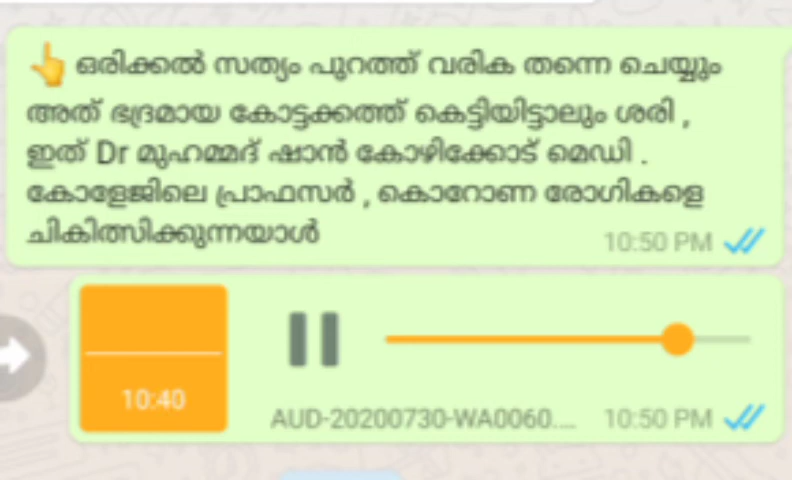 👆 ഒരിക്കൽ സത്യം പുറത്ത് വരിക തന്നെ ചെയ്യും
അത് ഭദ്രമായ കോട്ടക്കത്ത് കെട്ടിയിട്ടാലും ശരി ,
ഇത് Dr മുഹമ്മദ് ഷാൻ കോഴിക്കോട് മെഡി .
കോളേജിലെ പ്രാഫസർ , കൊറോണ രോഗികളെ
ചികിത്സിക്കുന്നയാൾ
10:50 PM
10:40
AUD-20200730-WA0060....
10:50 PM